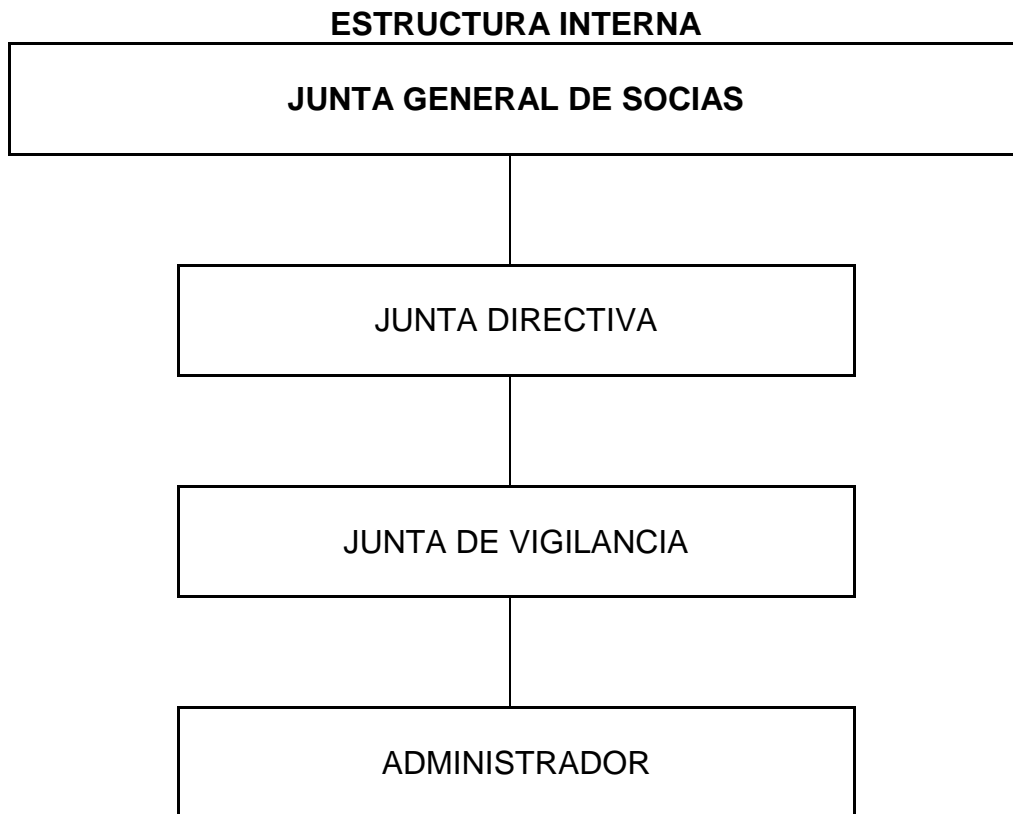 ESTRUCTURA INTERNA
JUNTA GENERAL DE SOCIAS
JUNTA DIRECTIVA
JUNTA DE VIGILANCIA
ADMINISTRADOR